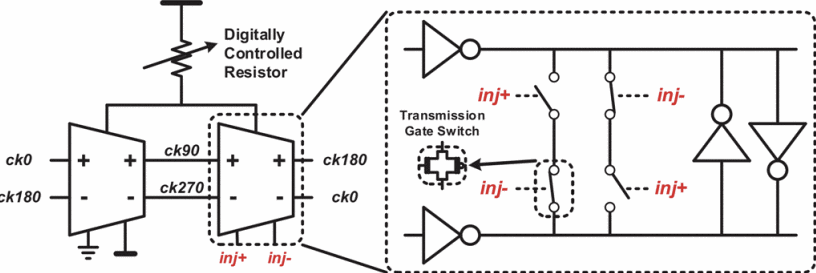 Digitally
Controlled
Resistor
ck0
+
+
ck90
+
+
ck180
ck180
-
-
ck270
-
-
ck0
inj+
inj-
inj+
inj-
Transmission
Gate Switch
inj-
inj+